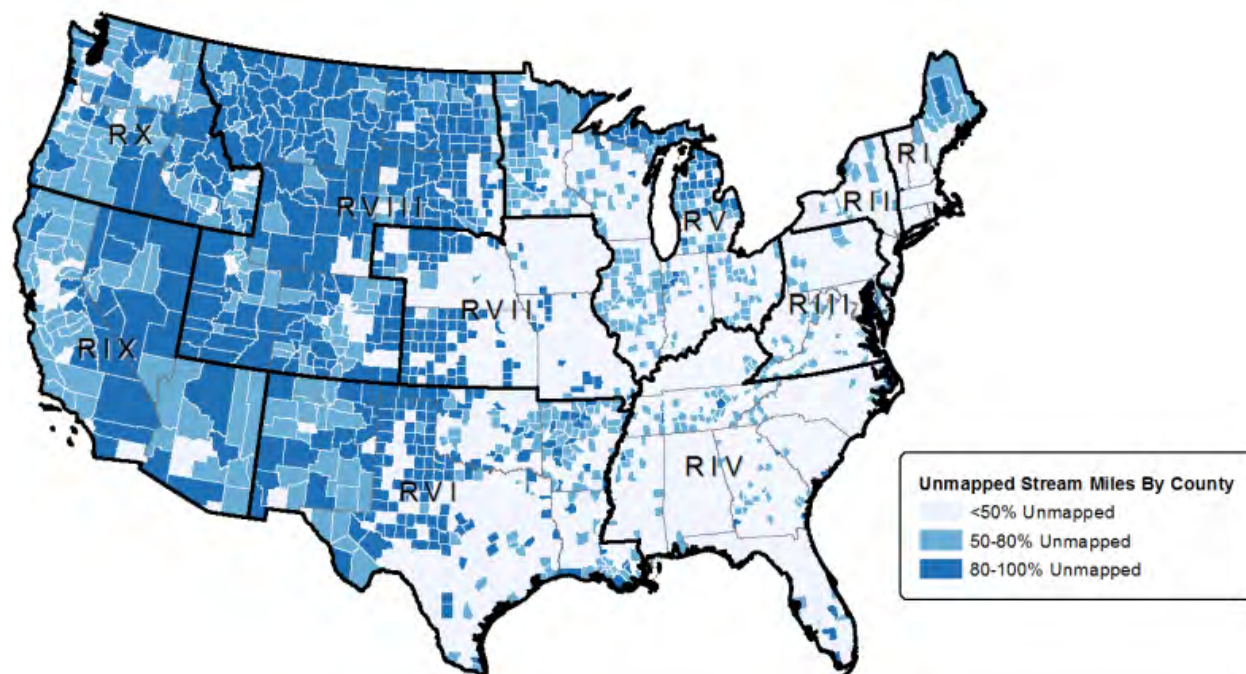 RX
RVIII
RIX
RVII
RVI
RV
RIV
RIII
RII
RI
Unmapped Stream Miles By County
<50% Unmapped
50-80% Unmapped
80-100% Unmapped